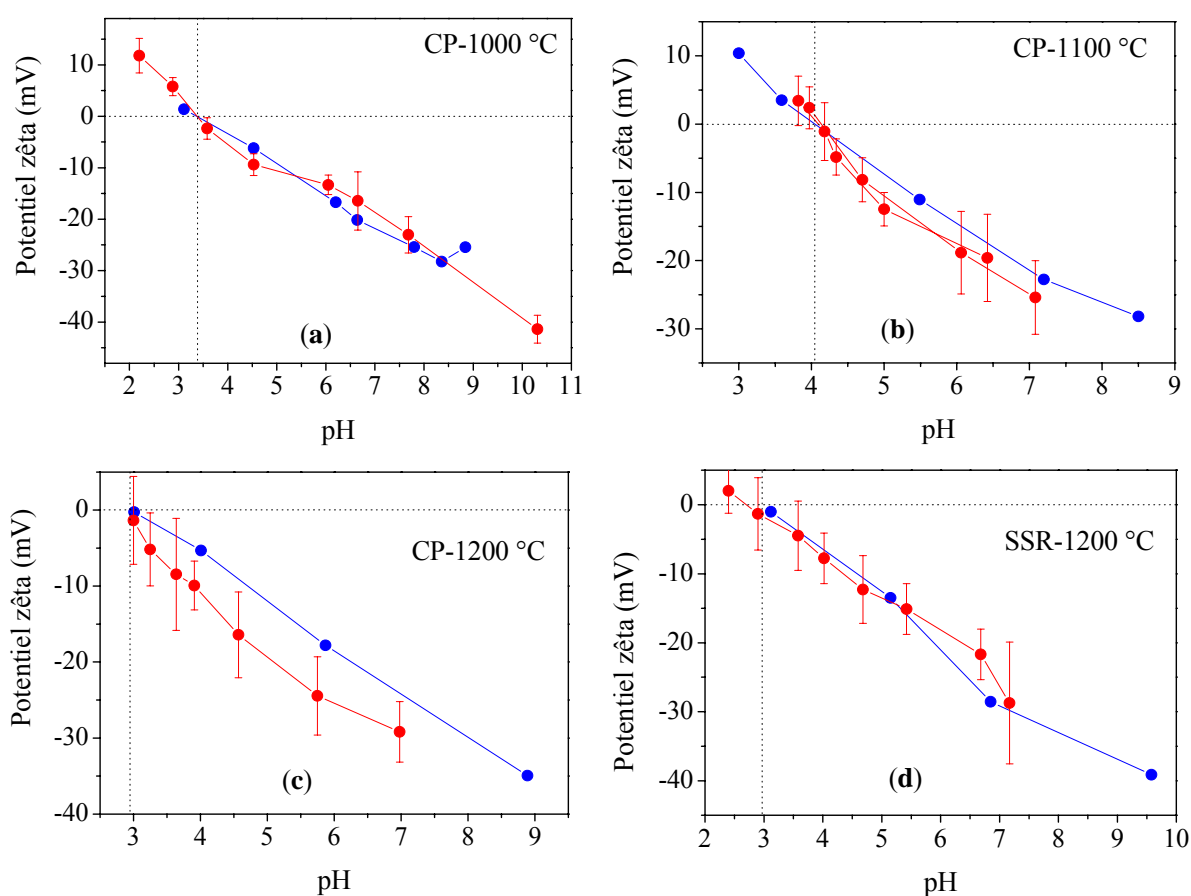 CP-1000 °C
Potentiel zêta (mV)
10
0
-10
-20
-30
-40
(a)
2 3 4 5 6 7 8 9 10 11
pH
CP-1100 °C
Potentiel zêta (mV)
10
0
-10
-20
-30
(b)
3 4 5 6 7 8 9
pH
CP-1200 °C
Potentiel zêta (mV)
0
-10
-20
-30
-40
(c)
3 4 5 6 7 8 9
pH
SSR-1200 °C
Potentiel zêta (mV)
0
-10
-20
-30
-40
(d)
2 3 4 5 6 7 8 9 10
pH